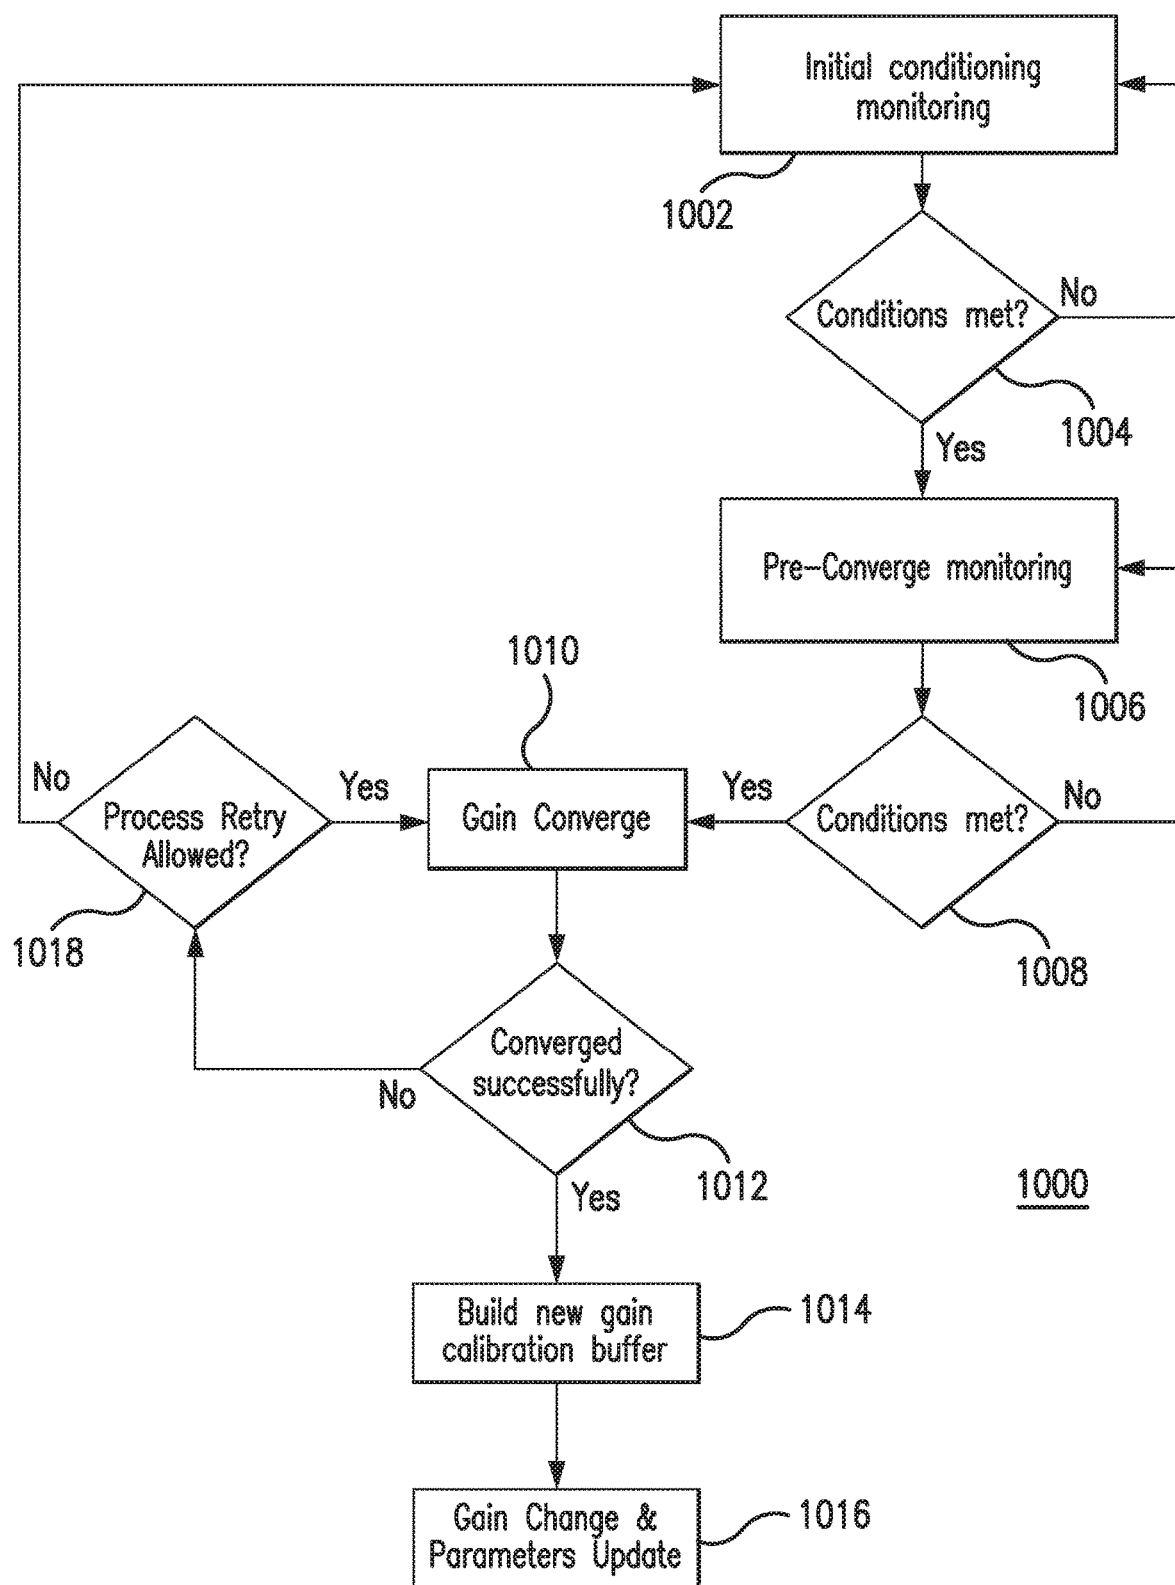 Initial conditioning
monitoring
1002
Conditions met?
No
1004
Yes
Pre-Converge monitoring
1006
1010
No
Process Retry
Allowed?
Yes
1018
Gain Converge
Yes
Conditions met?
No
1008
Converged
successfully?
No
1012
Yes
1000
Build new gain
calibration buffer
1014
Gain Change &
Parameters Update
1016